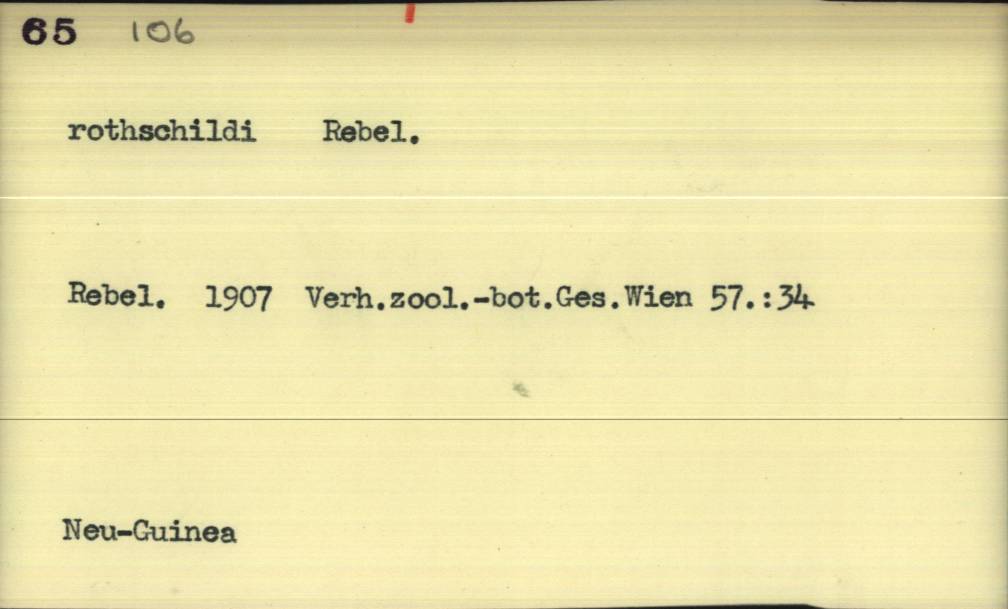 65 106
rothschildi Rebel.
Rebel. 1907 Verh.zool.-bot.Ges.Wien 57.:34
Neu-Guinea